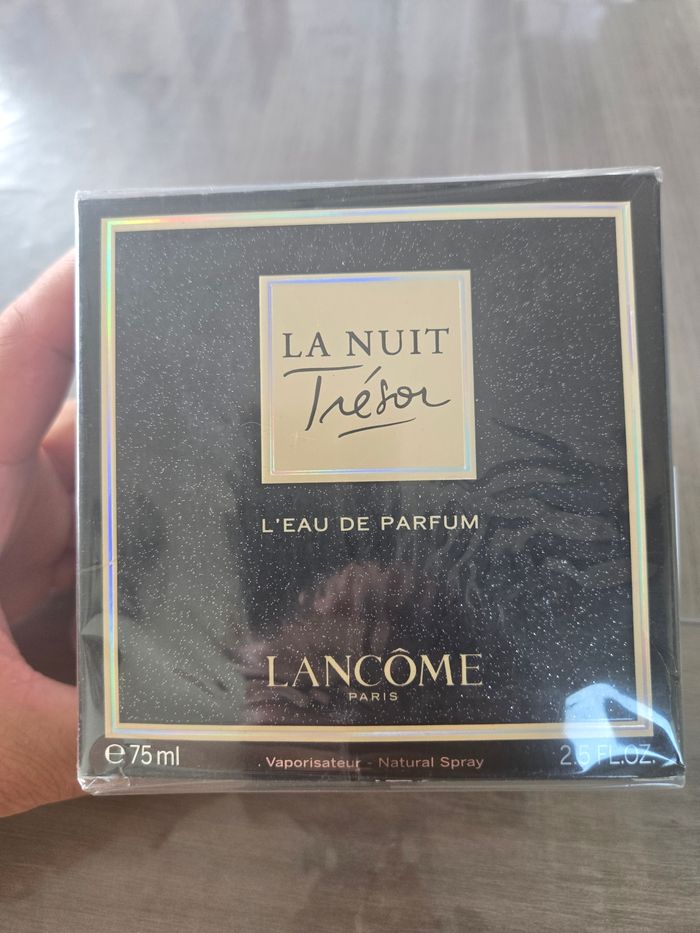 LA NUIT
Trésor
L'EAU DE PARFUM
LANCÔME
PARIS
℮75ml
Vaporisateur - Natural Spray
2.5 FL.OZ.